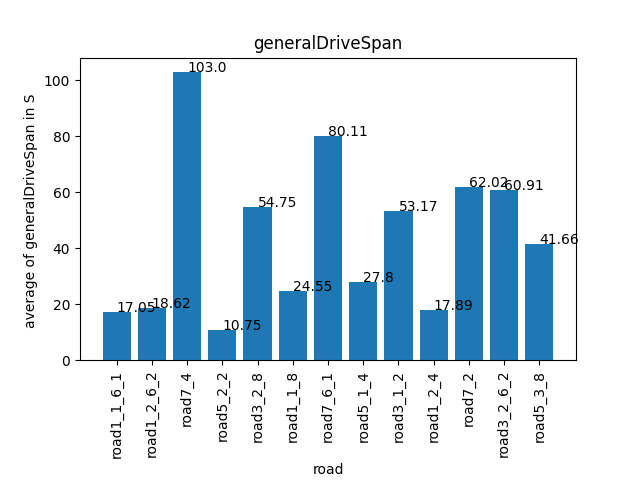 generalDriveSpan
average of generalDriveSpan in S
100
80
60
40
20
0
17.05
18.62
103.0
10.75
54.75
24.55
80.11
27.8
53.17
17.89
62.02
60.91
41.66
road1_1_6_1
road1_2_6_2
road7_4
road5_2_2
road3_2_8
road1_1_8
road7_6_1
road5_1_4
road3_1_2
road1_2_4
road7_2
road3_2_6_2
road5_3_8
road